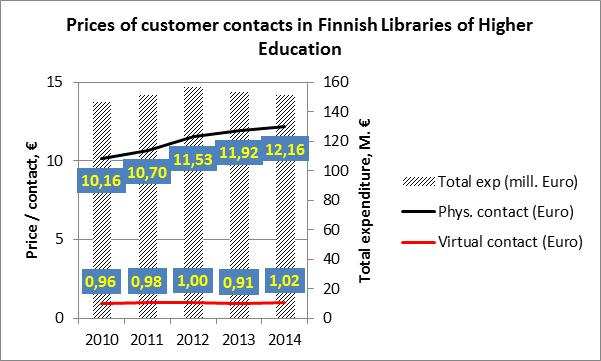 Prices of customer contacts in Finnish Libraries of Higher
Education
15
10
5
0
Price / contact, €
160
140
120
100
80
60
40
20
0
Total expenditure, M. €
10,16
10,70
11,53
11,92
12,16
0,96
0,98
1,00
0,91
1,02
2010 2011 2012 2013 2014
Total exp (mill. Euro)
Phys. contact (Euro)
Virtual contact (Euro)